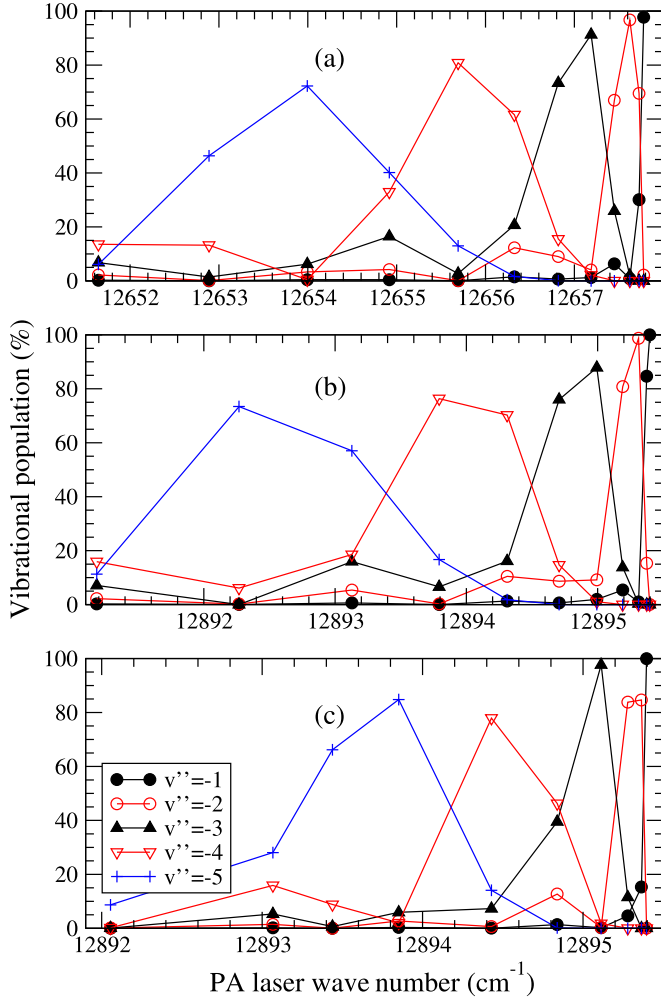 100
(a)
80
60
40
20
0
12652 12653 12654 12655 12656 12657
Vibrational population (%)
100
(b)
80
60
40
20
0
12892 12893 12894 12895
100
(c)
80
60
v’’=-1
v’’=-2
40
v’’=-3
v’’=-4
20
v’’=-5
0
12892 12893 12894 12895
PA laser wave number (cm⁻¹)